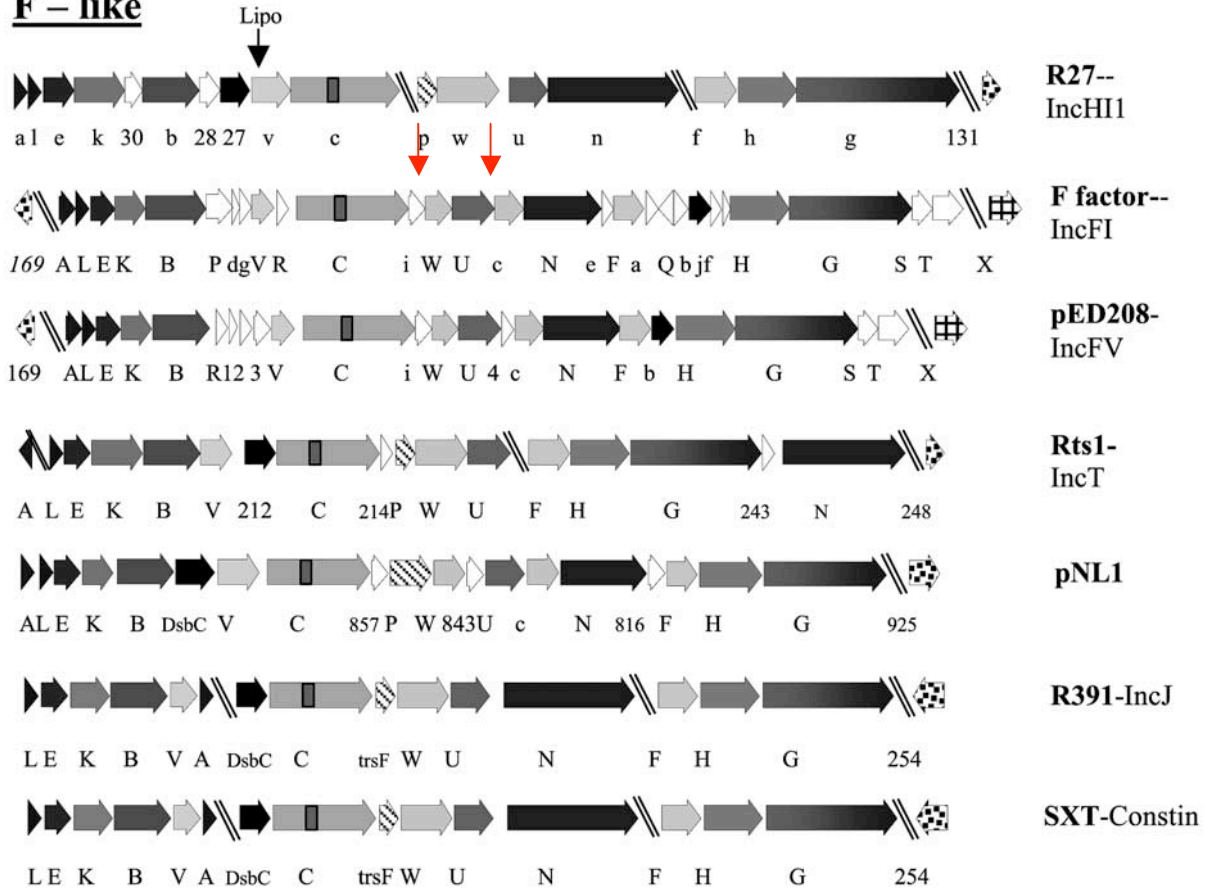 F – like
Lipo
R27--
IncHI1
a l e k 30 b 28 27 v c p w u n f h g 131
F factor--
IncFI
169 A L E K B P d g V R C i W U c N e F a Q b j f H G S T X
pED208-
IncFV
169 A L E K B R 1 2 3 V C i W U 4 c N F b H G S T X
Rts1-
IncT
A L E K B V 212 C 214 P W U F H G 243 N 248
pNL1
A L E K B DsbC V C 857 P W 843 U c N 816 F H G 925
R391-IncJ
L E K B V A DsbC C trsF W U N F H G 254
SXT-Constin
L E K B V A DsbC C trsF W U N F H G 254